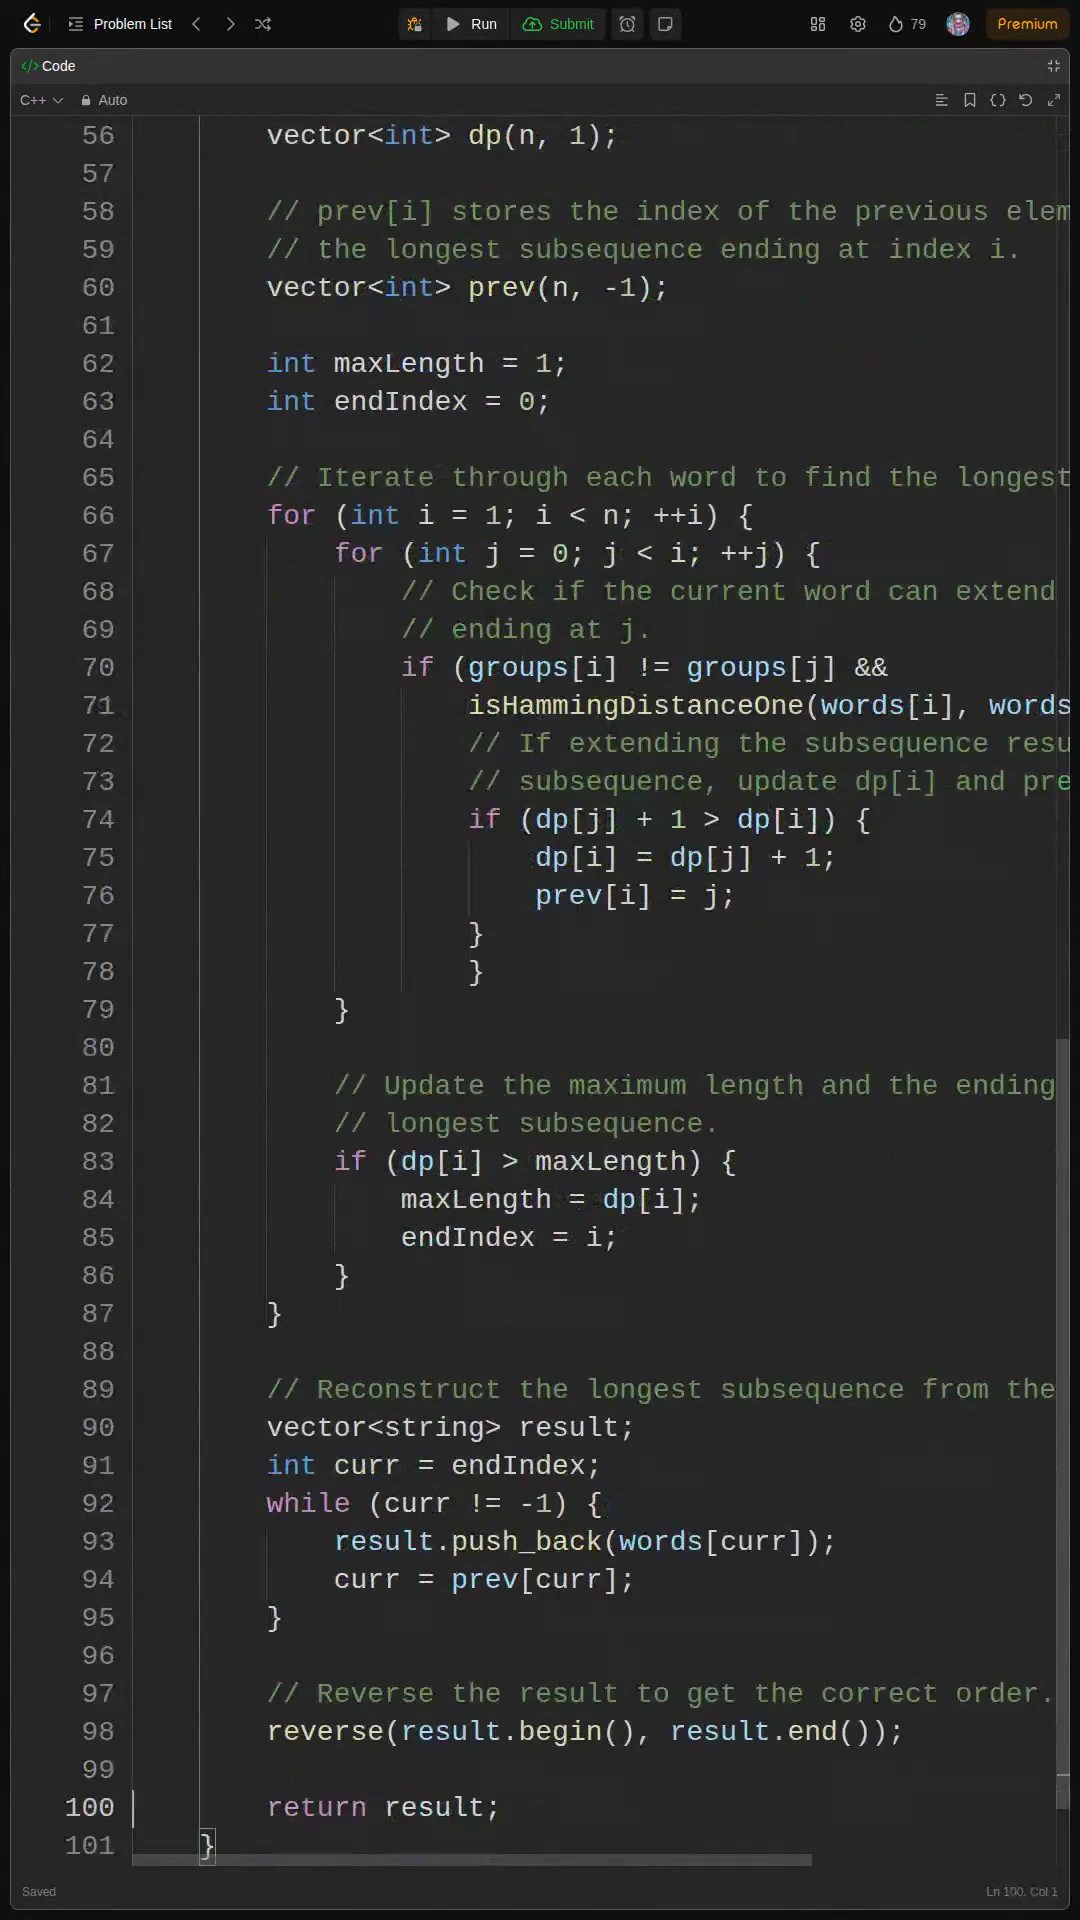 Problem List
Run
Submit
79
Premium
</> Code
C++
Auto
56 vector<int> dp(n, 1);
57
58 // prev[i] stores the index of the previous elem
59 // the longest subsequence ending at index i.
60 vector<int> prev(n, -1);
61
62 int maxLength = 1;
63 int endIndex = 0;
64
65 // Iterate through each word to find the longest
66 for (int i = 1; i < n; ++i) {
67 for (int j = 0; j < i; ++j) {
68 // Check if the current word can extend
69 // ending at j.
70 if (groups[i] != groups[j] &&
71 isHammingDistanceOne(words[i], words
72 // If extending the subsequence resu
73 // subsequence, update dp[i] and pre
74 if (dp[j] + 1 > dp[i]) {
75 dp[i] = dp[j] + 1;
76 prev[i] = j;
77 }
78 }
79 }
80
81 // Update the maximum length and the ending
82 // longest subsequence.
83 if (dp[i] > maxLength) {
84 maxLength = dp[i];
85 endIndex = i;
86 }
87 }
88
89 // Reconstruct the longest subsequence from the
90 vector<string> result;
91 int curr = endIndex;
92 while (curr != -1) {
93 result.push_back(words[curr]);
94 curr = prev[curr];
95 }
96
97 // Reverse the result to get the correct order.
98 reverse(result.begin(), result.end());
99
100 return result;
101 }
Saved
Ln 100, Col 1